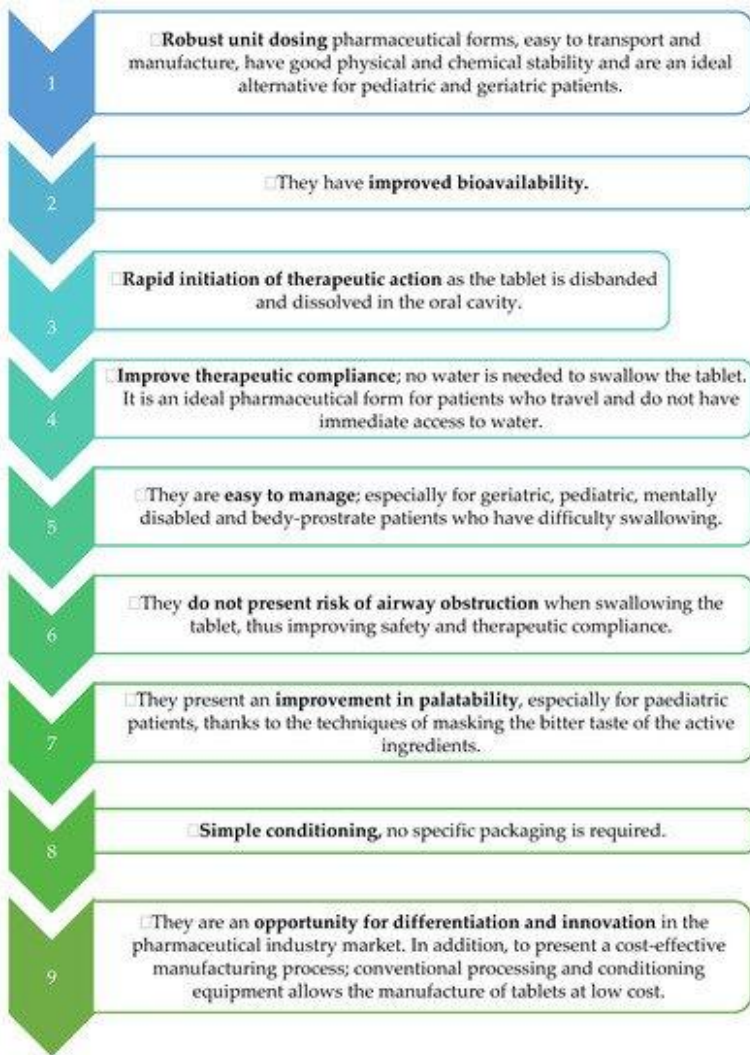 1
□Robust unit dosing pharmaceutical forms, easy to transport and
manufacture, have good physical and chemical stability and are an ideal
alternative for pediatric and geriatric patients.
2
□They have improved bioavailability.
3
□Rapid initiation of therapeutic action as the tablet is disbanded
and dissolved in the oral cavity.
4
□Improve therapeutic compliance; no water is needed to swallow the tablet.
It is an ideal pharmaceutical form for patients who travel and do not have
immediate access to water.
5
□They are easy to manage; especially for geriatric, pediatric, mentally
disabled and bedy-prostrate patients who have difficulty swallowing.
6
□They do not present risk of airway obstruction when swallowing the
tablet, thus improving safety and therapeutic compliance.
7
□They present an improvement in palatability, especially for paediatric
patients, thanks to the techniques of masking the bitter taste of the active
ingredients.
8
□Simple conditioning, no specific packaging is required.
9
□They are an opportunity for differentiation and innovation in the
pharmaceutical industry market. In addition, to present a cost-effective
manufacturing process; conventional processing and conditioning
equipment allows the manufacture of tablets at low cost.